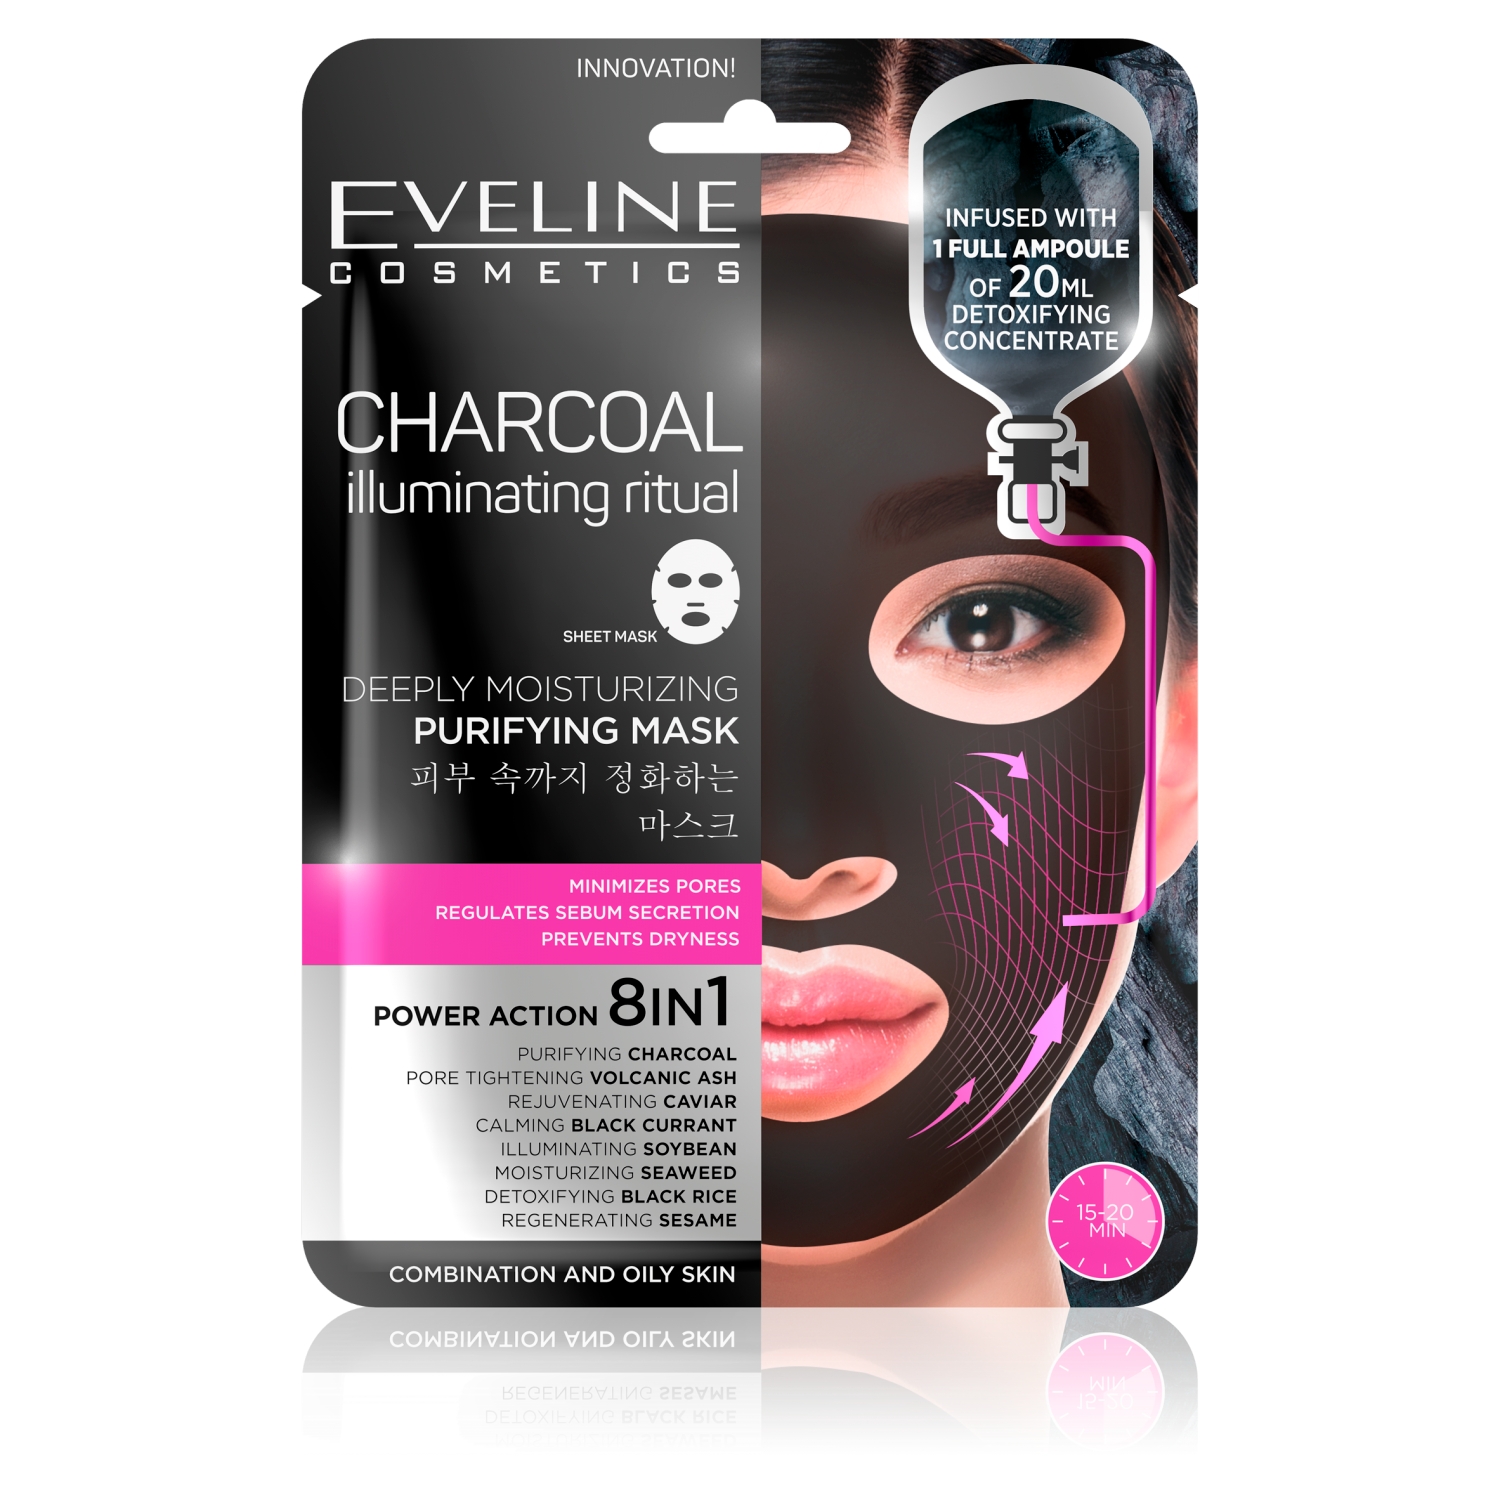 INNOVATION!
EVELINE
COSMETICS
CHARCOAL
illuminating ritual
SHEET MASK
DEEPLY MOISTURIZING
PURIFYING MASK
피부 속까지 정화하는
마스크
MINIMIZES PORES
REGULATES SEBUM SECRETION
PREVENTS DRYNESS
POWER ACTION 8IN1
PURIFYING CHARCOAL
PORE TIGHTENING VOLCANIC ASH
REJUVENATING CAVIAR
CALMING BLACK CURRANT
ILLUMINATING SOYBEAN
MOISTURIZING SEAWEED
DETOXIFYING BLACK RICE
REGENERATING SESAME
COMBINATION AND OILY SKIN
INFUSED WITH
1 FULL AMPOULE
OF 20ML
DETOXIFYING
CONCENTRATE
15-20
MIN